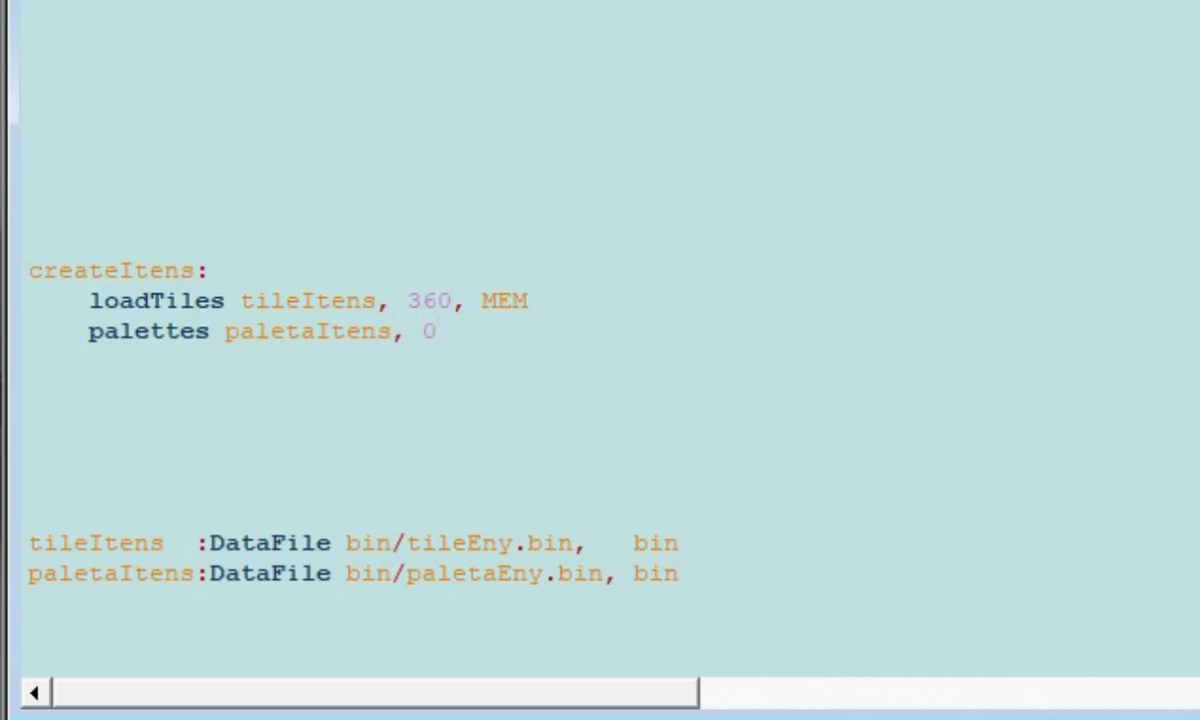 createItens:
loadTiles tileItens, 360, MEM
palettes paletaItens, 0
tileItens :DataFile bin/tileEny.bin, bin
paletaItens:DataFile bin/paletaEny.bin, bin